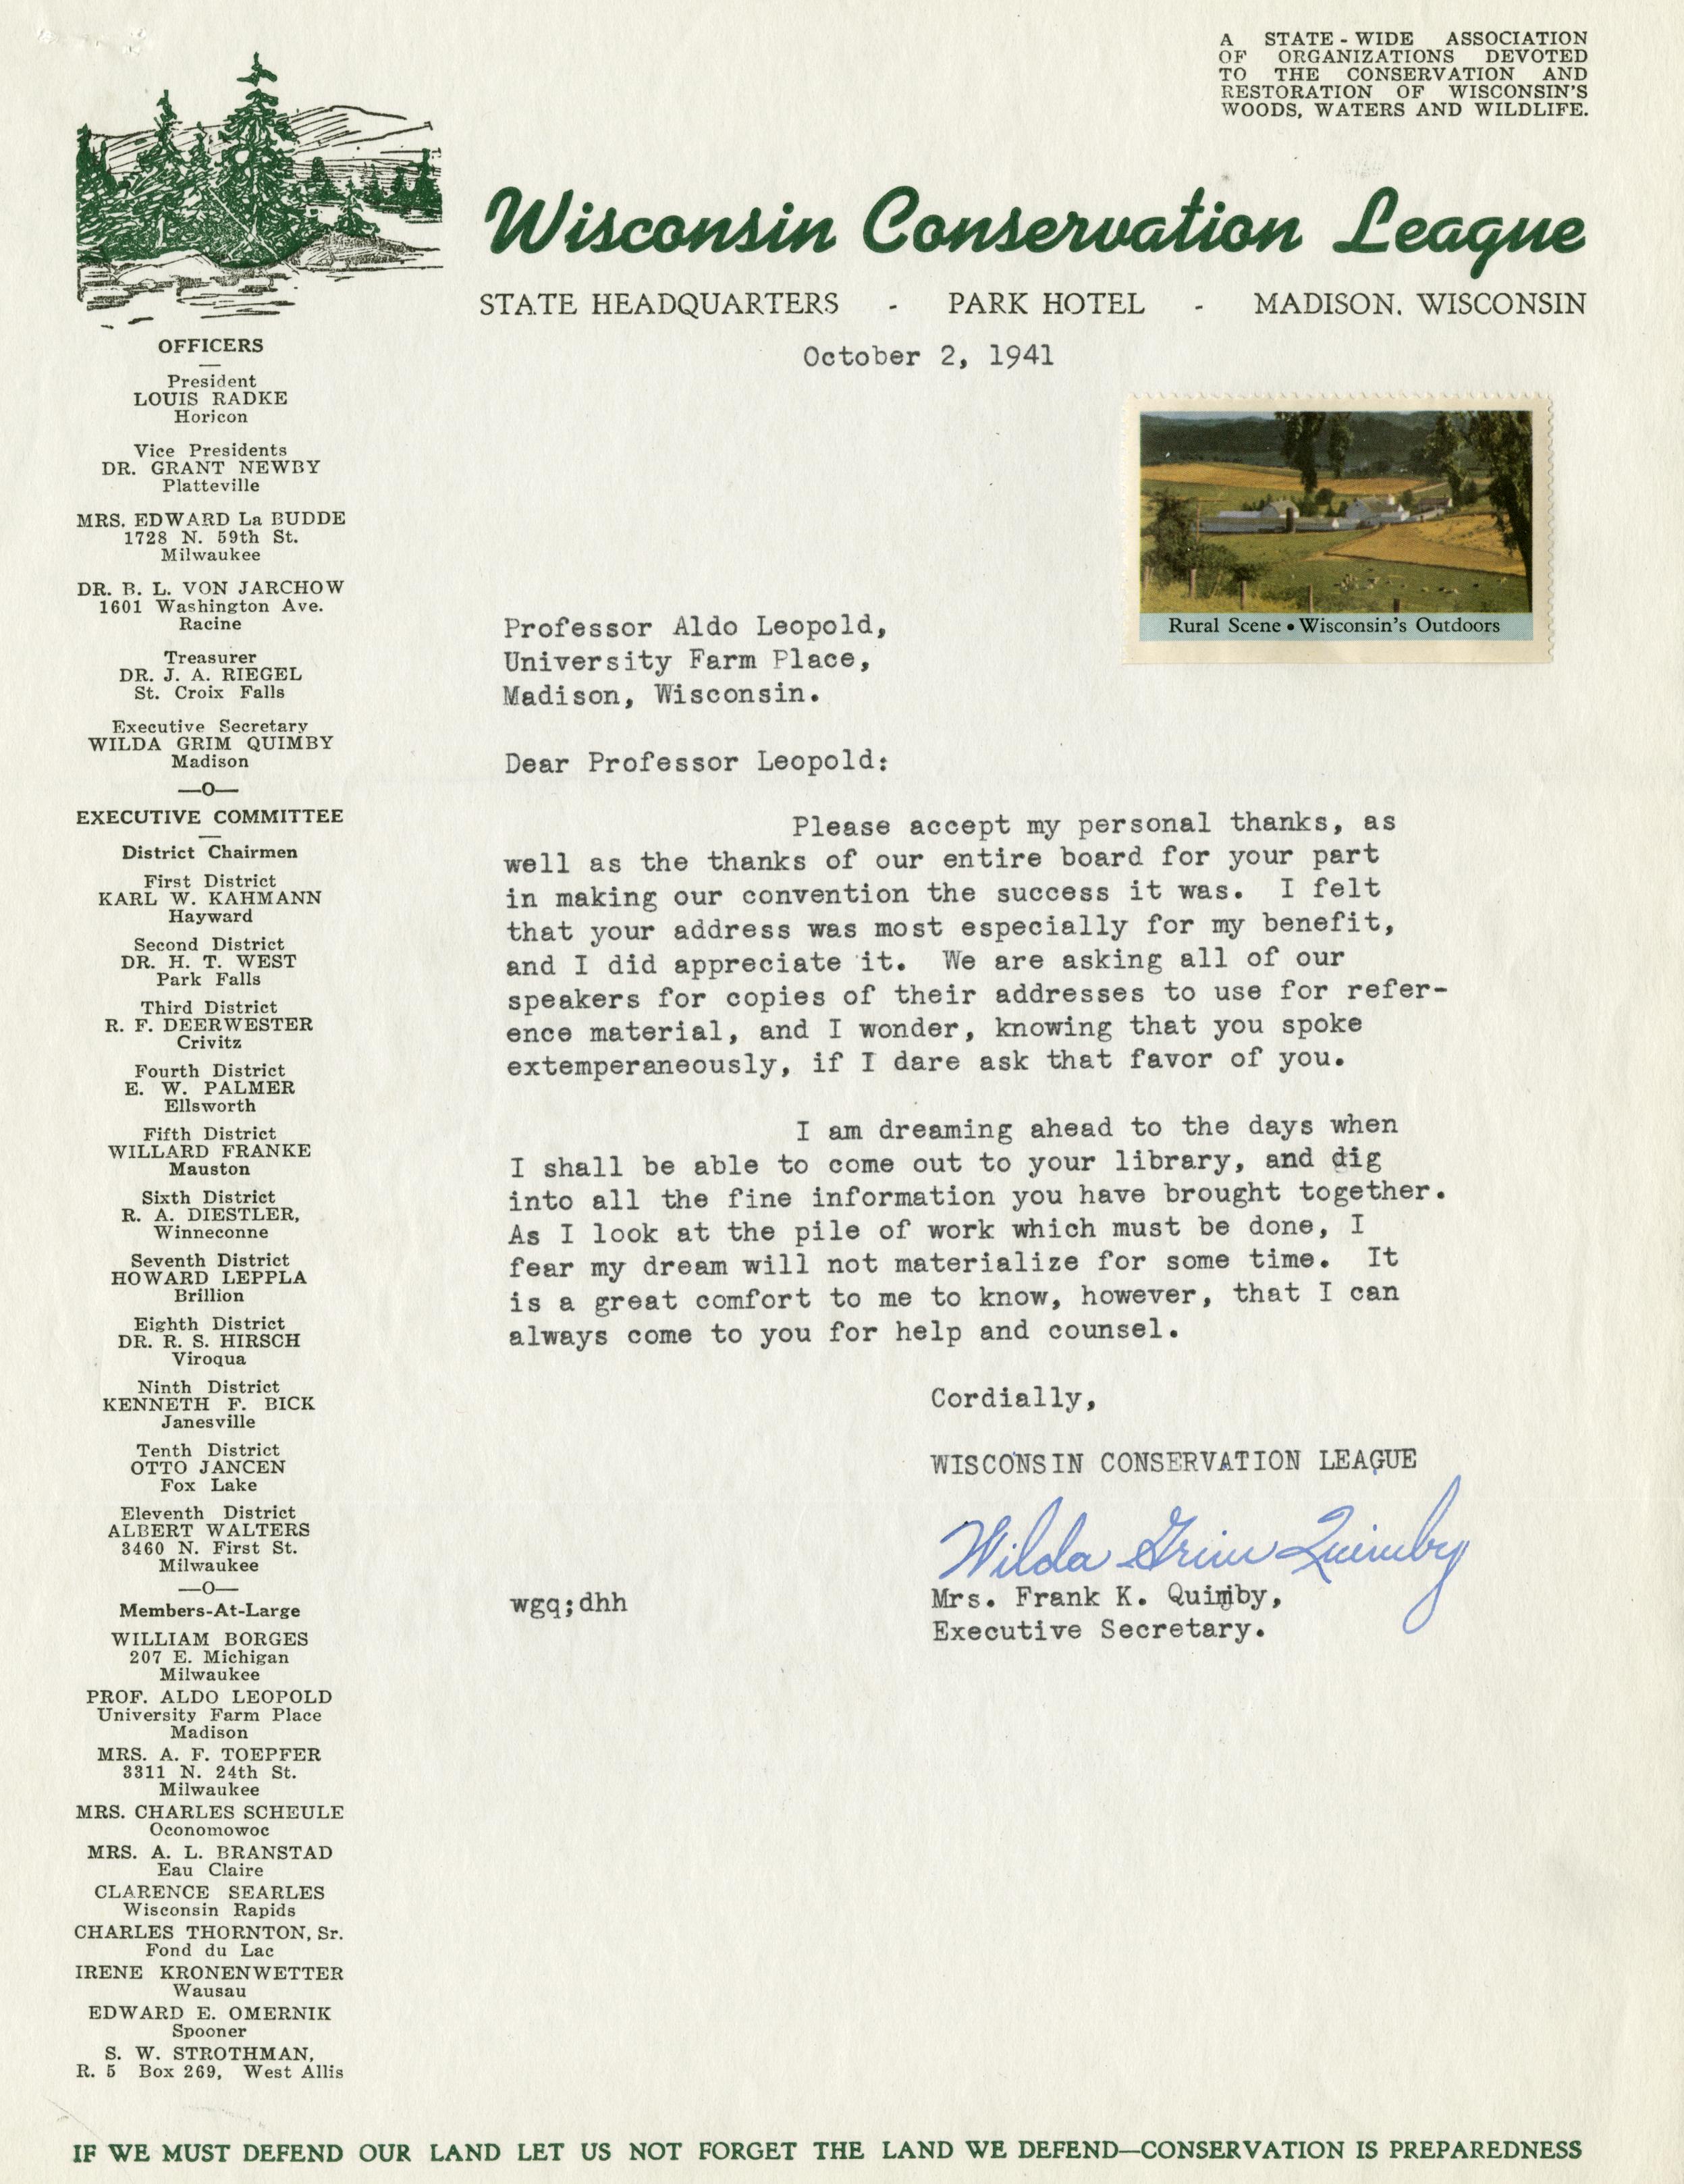 A STATE-WIDE ASSOCIATION
OF ORGANIZATIONS DEVOTED
TO THE CONSERVATION AND
RESTORATION OF WISCONSIN'S
WOODS, WATERS AND WILDLIFE.
Wisconsin Conservation League
STATE HEADQUARTERS - PARK HOTEL - MADISON, WISCONSIN
OFFICERS
President
LOUIS RADKE
Horicon
Vice Presidents
DR. GRANT NEWBY
Platteville
MRS. EDWARD La BUDDE
1728 N. 59th St.
Milwaukee
DR. B. L. VON JARCHOW
1601 Washington Ave.
Racine
Treasurer
DR. J. A. RIEGEL
St. Croix Falls
Executive Secretary
WILDA GRIM QUIMBY
Madison
—O—
EXECUTIVE COMMITTEE
District Chairmen
First District
KARL W. KAHMANN
Hayward
Second District
DR. H. T. WEST
Park Falls
Third District
R. F. DEERWESTER
Crivitz
Fourth District
E. W. PALMER
Ellsworth
Fifth District
WILLARD FRANKE
Mauston
Sixth District
R. A. DIESTLER,
Winneconne
Seventh District
HOWARD LEPPLA
Brillion
Eighth District
DR. R. S. HIRSCH
Viroqua
Ninth District
KENNETH F. BICK
Janesville
Tenth District
OTTO JANCEN
Fox Lake
Eleventh District
ALBERT WALTERS
3460 N. First St.
Milwaukee
—O—
Members-At-Large
WILLIAM BORGES
207 E. Michigan
Milwaukee
PROF. ALDO LEOPOLD
University Farm Place
Madison
MRS. A. F. TOEPFER
3311 N. 24th St.
Milwaukee
MRS. CHARLES SCHEULE
Oconomowoc
MRS. A. L. BRANSTAD
Eau Claire
CLARENCE SEARLES
Wisconsin Rapids
CHARLES THORNTON, Sr.
Fond du Lac
IRENE KRONENWETTER
Wausau
EDWARD E. OMERNIK
Spooner
S. W. STROTHMAN,
R. 5 Box 269, West Allis
October 2, 1941
Rural Scene • Wisconsin's Outdoors
Professor Aldo Leopold,
University Farm Place,
Madison, Wisconsin.
Dear Professor Leopold:
Please accept my personal thanks, as
well as the thanks of our entire board for your part
in making our convention the success it was. I felt
that your address was most especially for my benefit,
and I did appreciate it. We are asking all of our
speakers for copies of their addresses to use for refer-
ence material, and I wonder, knowing that you spoke
extemperaneously, if I dare ask that favor of you.
I am dreaming ahead to the days when
I shall be able to come out to your library, and dig
into all the fine information you have brought together.
As I look at the pile of work which must be done, I
fear my dream will not materialize for some time. It
is a great comfort to me to know, however, that I can
always come to you for help and counsel.
Cordially,
WISCONSIN CONSERVATION LEAGUE
Wilda Grim Quimby
Mrs. Frank K. Quimby,
Executive Secretary.
wgq;dhh
IF WE MUST DEFEND OUR LAND LET US NOT FORGET THE LAND WE DEFEND—CONSERVATION IS PREPAREDNESS